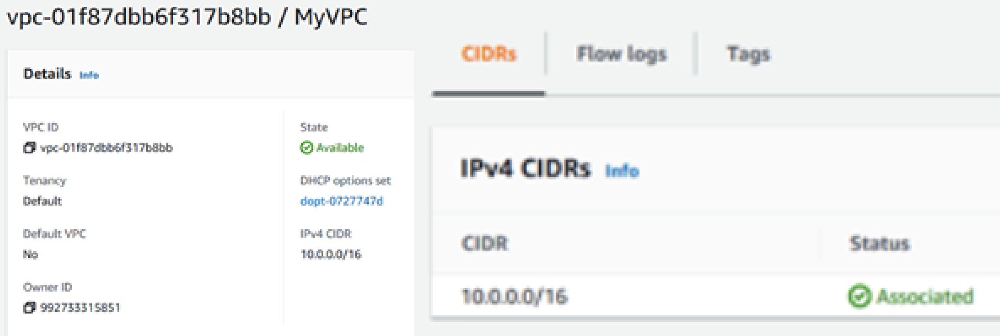 vpc-01f87dbb6f317b8bb / MyVPC
Details Info
VPC ID
vpc-01f87dbb6f317b8bb
Tenancy
Default
Default VPC
No
Owner ID
992733315851
State
Available
DHCP options set
dopt-0727747d
IPv4 CIDR
10.0.0.0/16
CIDRs Flow logs Tags
IPv4 CIDRs Info
CIDR Status
10.0.0.0/16 Associated